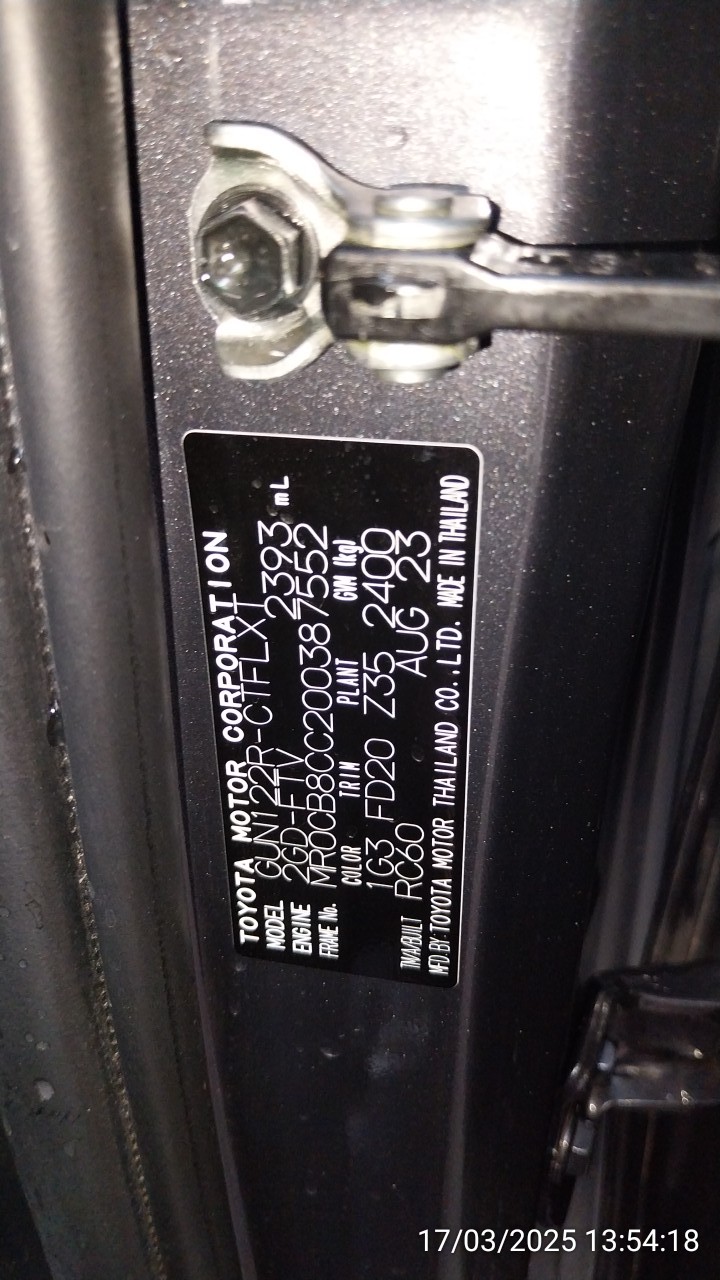 TOYOTA MOTOR CORPORATION
MODEL GUN122R-CTFLXT
ENGINE 2GD-FTV 2393 mL
FRAME No. MR0CB8CC200387552
COLOR TRIM PLANT GVM (kg)
1G3 FD20 Z35 2400
TM/A/BUILT RC60 AUG 23
MFD.BY:TOYOTA MOTOR THAILAND CO.,LTD. MADE IN THAILAND
17/03/2025 13:54:18